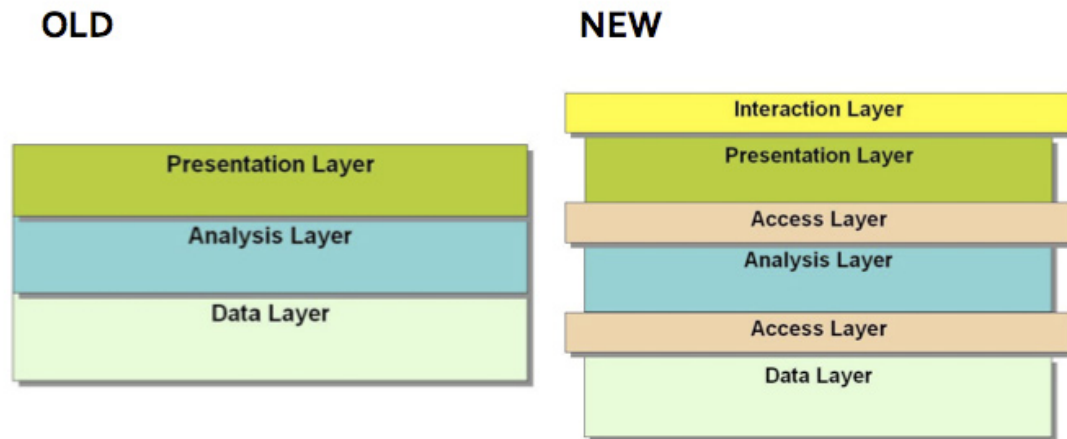 OLD
Presentation Layer
Analysis Layer
Data Layer
NEW
Interaction Layer
Presentation Layer
Access Layer
Analysis Layer
Access Layer
Data Layer